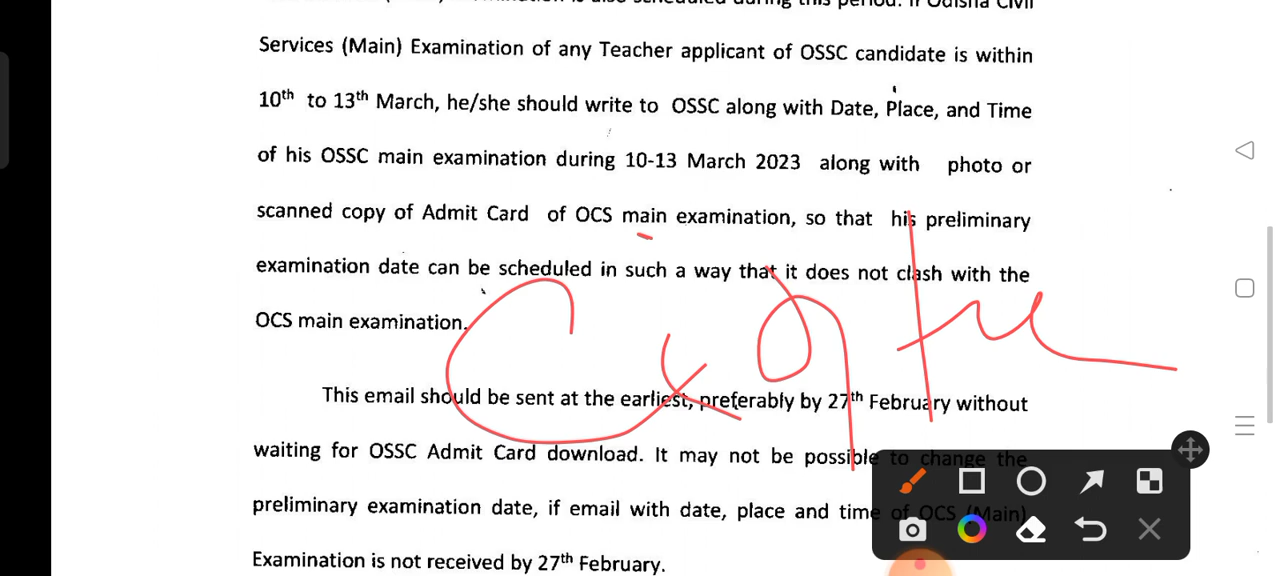 Services (Main) Examination of any Teacher applicant of OSSC candidate is within
10th to 13th March, he/she should write to OSSC along with Date, Place, and Time
of his OSSC main examination during 10-13 March 2023 along with photo or
scanned copy of Admit Card of OCS main examination, so that his preliminary
examination date can be scheduled in such a way that it does not clash with the
OCS main examination.
This email should be sent at the earliest, preferably by 27th February without
waiting for OSSC Admit Card download. It may not be possible to change the
preliminary examination date, if email with date, place and time of OCS (Main)
Examination is not received by 27th February.